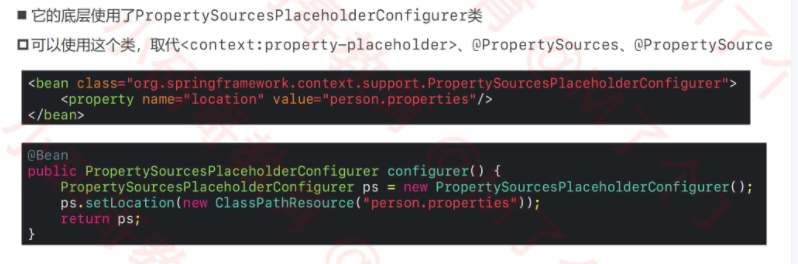 ■ 它的底层使用了PropertySourcesPlaceholderConfigurer类
可以使用这个类，取代<context:property-placeholder>、@PropertySources、@PropertySource
<bean class="org.springframework.context.support.PropertySourcesPlaceholderConfigurer">
<property name="location" value="person.properties"/>
</bean>
@Bean
public PropertySourcesPlaceholderConfigurer configurer() {
PropertySourcesPlaceholderConfigurer ps = new PropertySourcesPlaceholderConfigurer();
ps.setLocation(new ClassPathResource("person.properties"));
return ps;
}